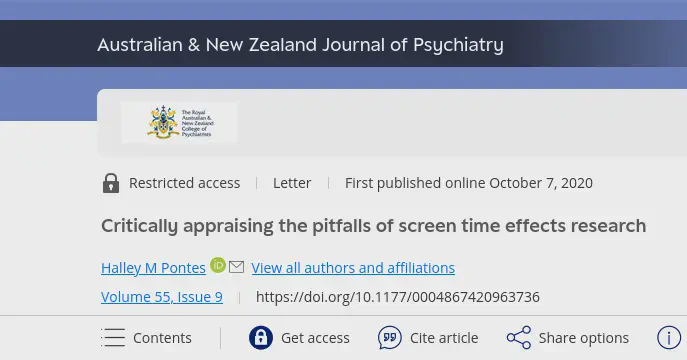 Australian & New Zealand Journal of Psychiatry
The Royal
Australian &
New Zealand
College of
Psychiatrists
Restricted access
Letter
First published online October 7, 2020
Critically appraising the pitfalls of screen time effects research
Halley M Pontes
iD
View all authors and affiliations
Volume 55, Issue 9
https://doi.org/10.1177/0004867420963736
Contents
Get access
Cite article
Share options